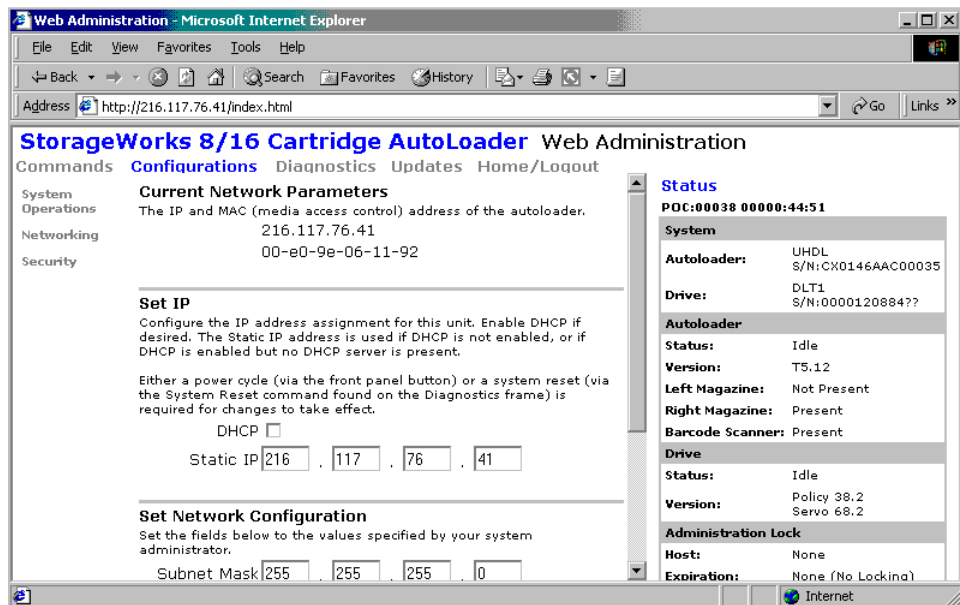 Web Administration - Microsoft Internet Explorer
File Edit View Favorites Tools Help
Back Search Favorites History
Address http://216.117.76.41/index.html Go Links »
StorageWorks 8/16 Cartridge AutoLoader Web Administration
Commands Configurations Diagnostics Updates Home/Logout
System
Operations
Networking
Security
Current Network Parameters
The IP and MAC (media access control) address of the autoloader.
216.117.76.41
00-e0-9e-06-11-92
Set IP
Configure the IP address assignment for this unit. Enable DHCP if
desired. The Static IP address is used if DHCP is not enabled, or if
DHCP is enabled but no DHCP server is present.
Either a power cycle (via the front panel button) or a system reset (via
the System Reset command found on the Diagnostics frame) is
required for changes to take effect.
DHCP
Static IP 216 . 117 . 76 . 41
Set Network Configuration
Set the fields below to the values specified by your system
administrator.
Subnet Mask 255 . 255 . 255 . 0
Status
POC:00038 00000:44:51
System
Autoloader: UHDL
S/N:CX0146AAC00035
Drive: DLT1
S/N:0000120884??
Autoloader
Status: Idle
Version: T5.12
Left Magazine: Not Present
Right Magazine: Present
Barcode Scanner: Present
Drive
Status: Idle
Version: Policy 38.2
Servo 68.2
Administration Lock
Host: None
Expiration: None (No Locking)
Internet